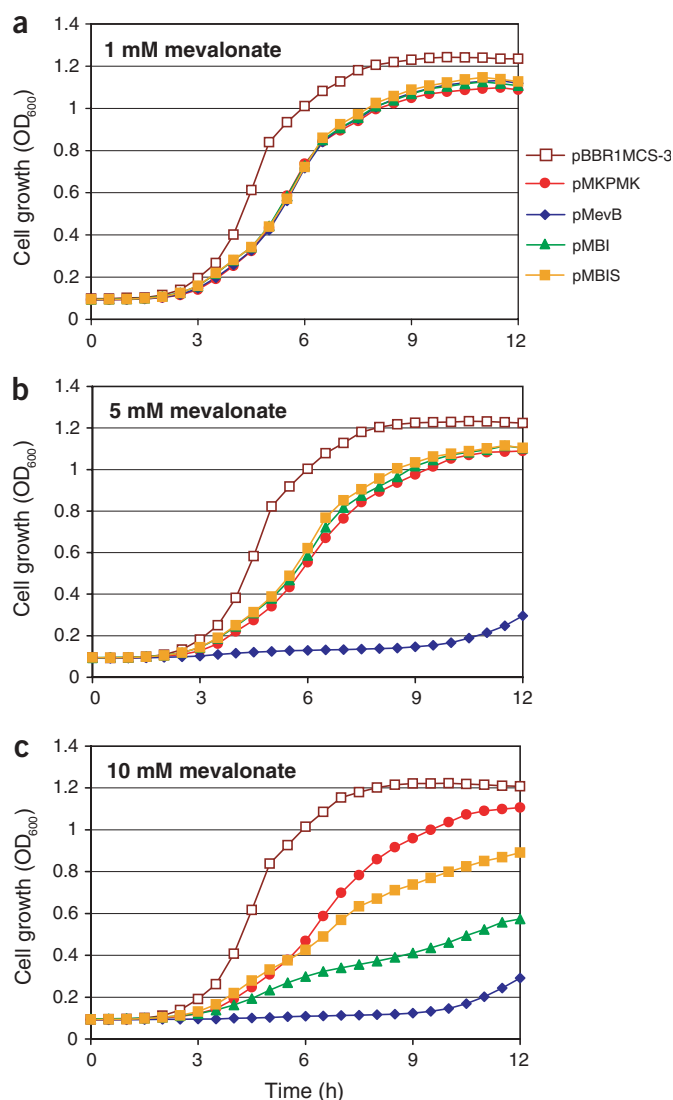 a
1 mM mevalonate
Cell growth (OD600)
1.4
1.2
1
0.8
0.6
0.4
0.2
0
0 3 6 9 12
pBBR1MCS-3
pMKPMK
pMevB
pMBI
pMBIS
b
5 mM mevalonate
Cell growth (OD600)
1.4
1.2
1
0.8
0.6
0.4
0.2
0
0 3 6 9 12
c
10 mM mevalonate
Cell growth (OD600)
1.4
1.2
1
0.8
0.6
0.4
0.2
0
0 3 6 9 12
Time (h)